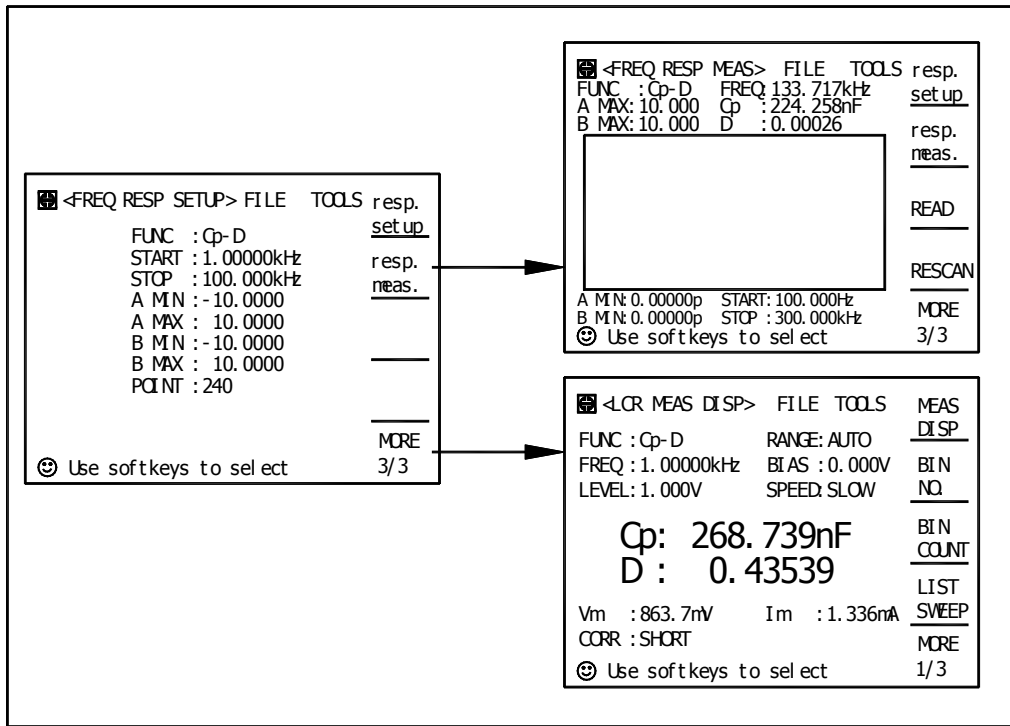 <FREQ RESP SETUP> FILE TOOLS
FUNC : Cp-D
START : 1.00000kHz
STOP : 100.000kHz
A MIN : -10.0000
A MAX : 10.0000
B MIN : -10.0000
B MAX : 10.0000
POINT : 240
Use softkeys to select
resp.
setup
resp.
meas.
MORE
3/3
<FREQ RESP MEAS> FILE TOOLS
FUNC : Cp-D FREQ: 133.717kHz
A MAX: 10.000 Cp : 224.258nF
B MAX: 10.000 D : 0.00026
A MIN: 0.00000p START: 100.000Hz
B MIN: 0.00000p STOP : 300.000kHz
Use softkeys to select
resp.
setup
resp.
meas.
READ
RESCAN
MORE
3/3
<LCR MEAS DISP> FILE TOOLS
FUNC : Cp-D RANGE: AUTO
FREQ : 1.00000kHz BIAS : 0.000V
LEVEL: 1.000V SPEED: SLOW
Cp: 268.739nF
D : 0.43539
Vm : 863.7mV Im : 1.336mA
CORR : SHORT
Use softkeys to select
MEAS
DISP
BIN
NO.
BIN
COUNT
LIST
SWEEP
MORE
1/3